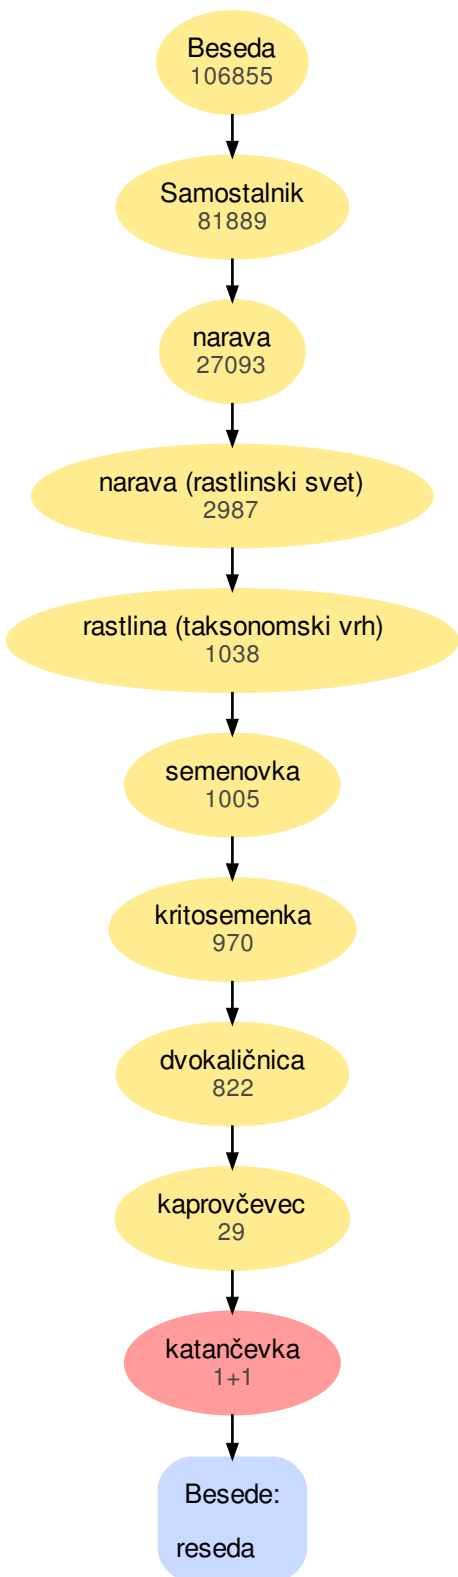 Beseda
106855
Samostalnik
81889
narava
27093
narava (rastlinski svet)
2987
rastlina (taksonomski vrh)
1038
semenovka
1005
kritosemenka
970
dvokaličnica
822
kaprovčevec
29
katančevka
1+1
Besede:
reseda